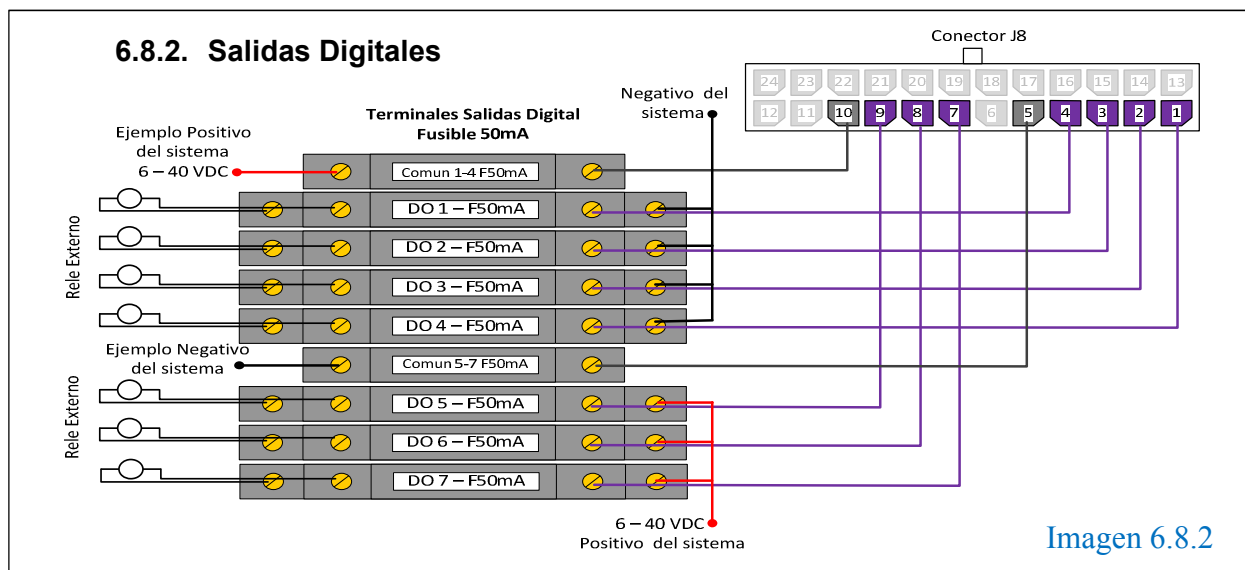 6.8.2. Salidas Digitales
Conector J8
24 23 22 21 20 19 18 17 16 15 14 13
12 11 10 9 8 7 6 5 4 3 2 1
Negativo del
sistema
Terminales Salidas Digital
Fusible 50mA
Ejemplo Positivo
del sistema
6 – 40 VDC
Comun 1-4 F50mA
DO 1 – F50mA
DO 2 – F50mA
DO 3 – F50mA
DO 4 – F50mA
Rele Externo
Ejemplo Negativo
del sistema
Comun 5-7 F50mA
DO 5 – F50mA
DO 6 – F50mA
DO 7 – F50mA
Rele Externo
6 – 40 VDC
Positivo del sistema
Imagen 6.8.2